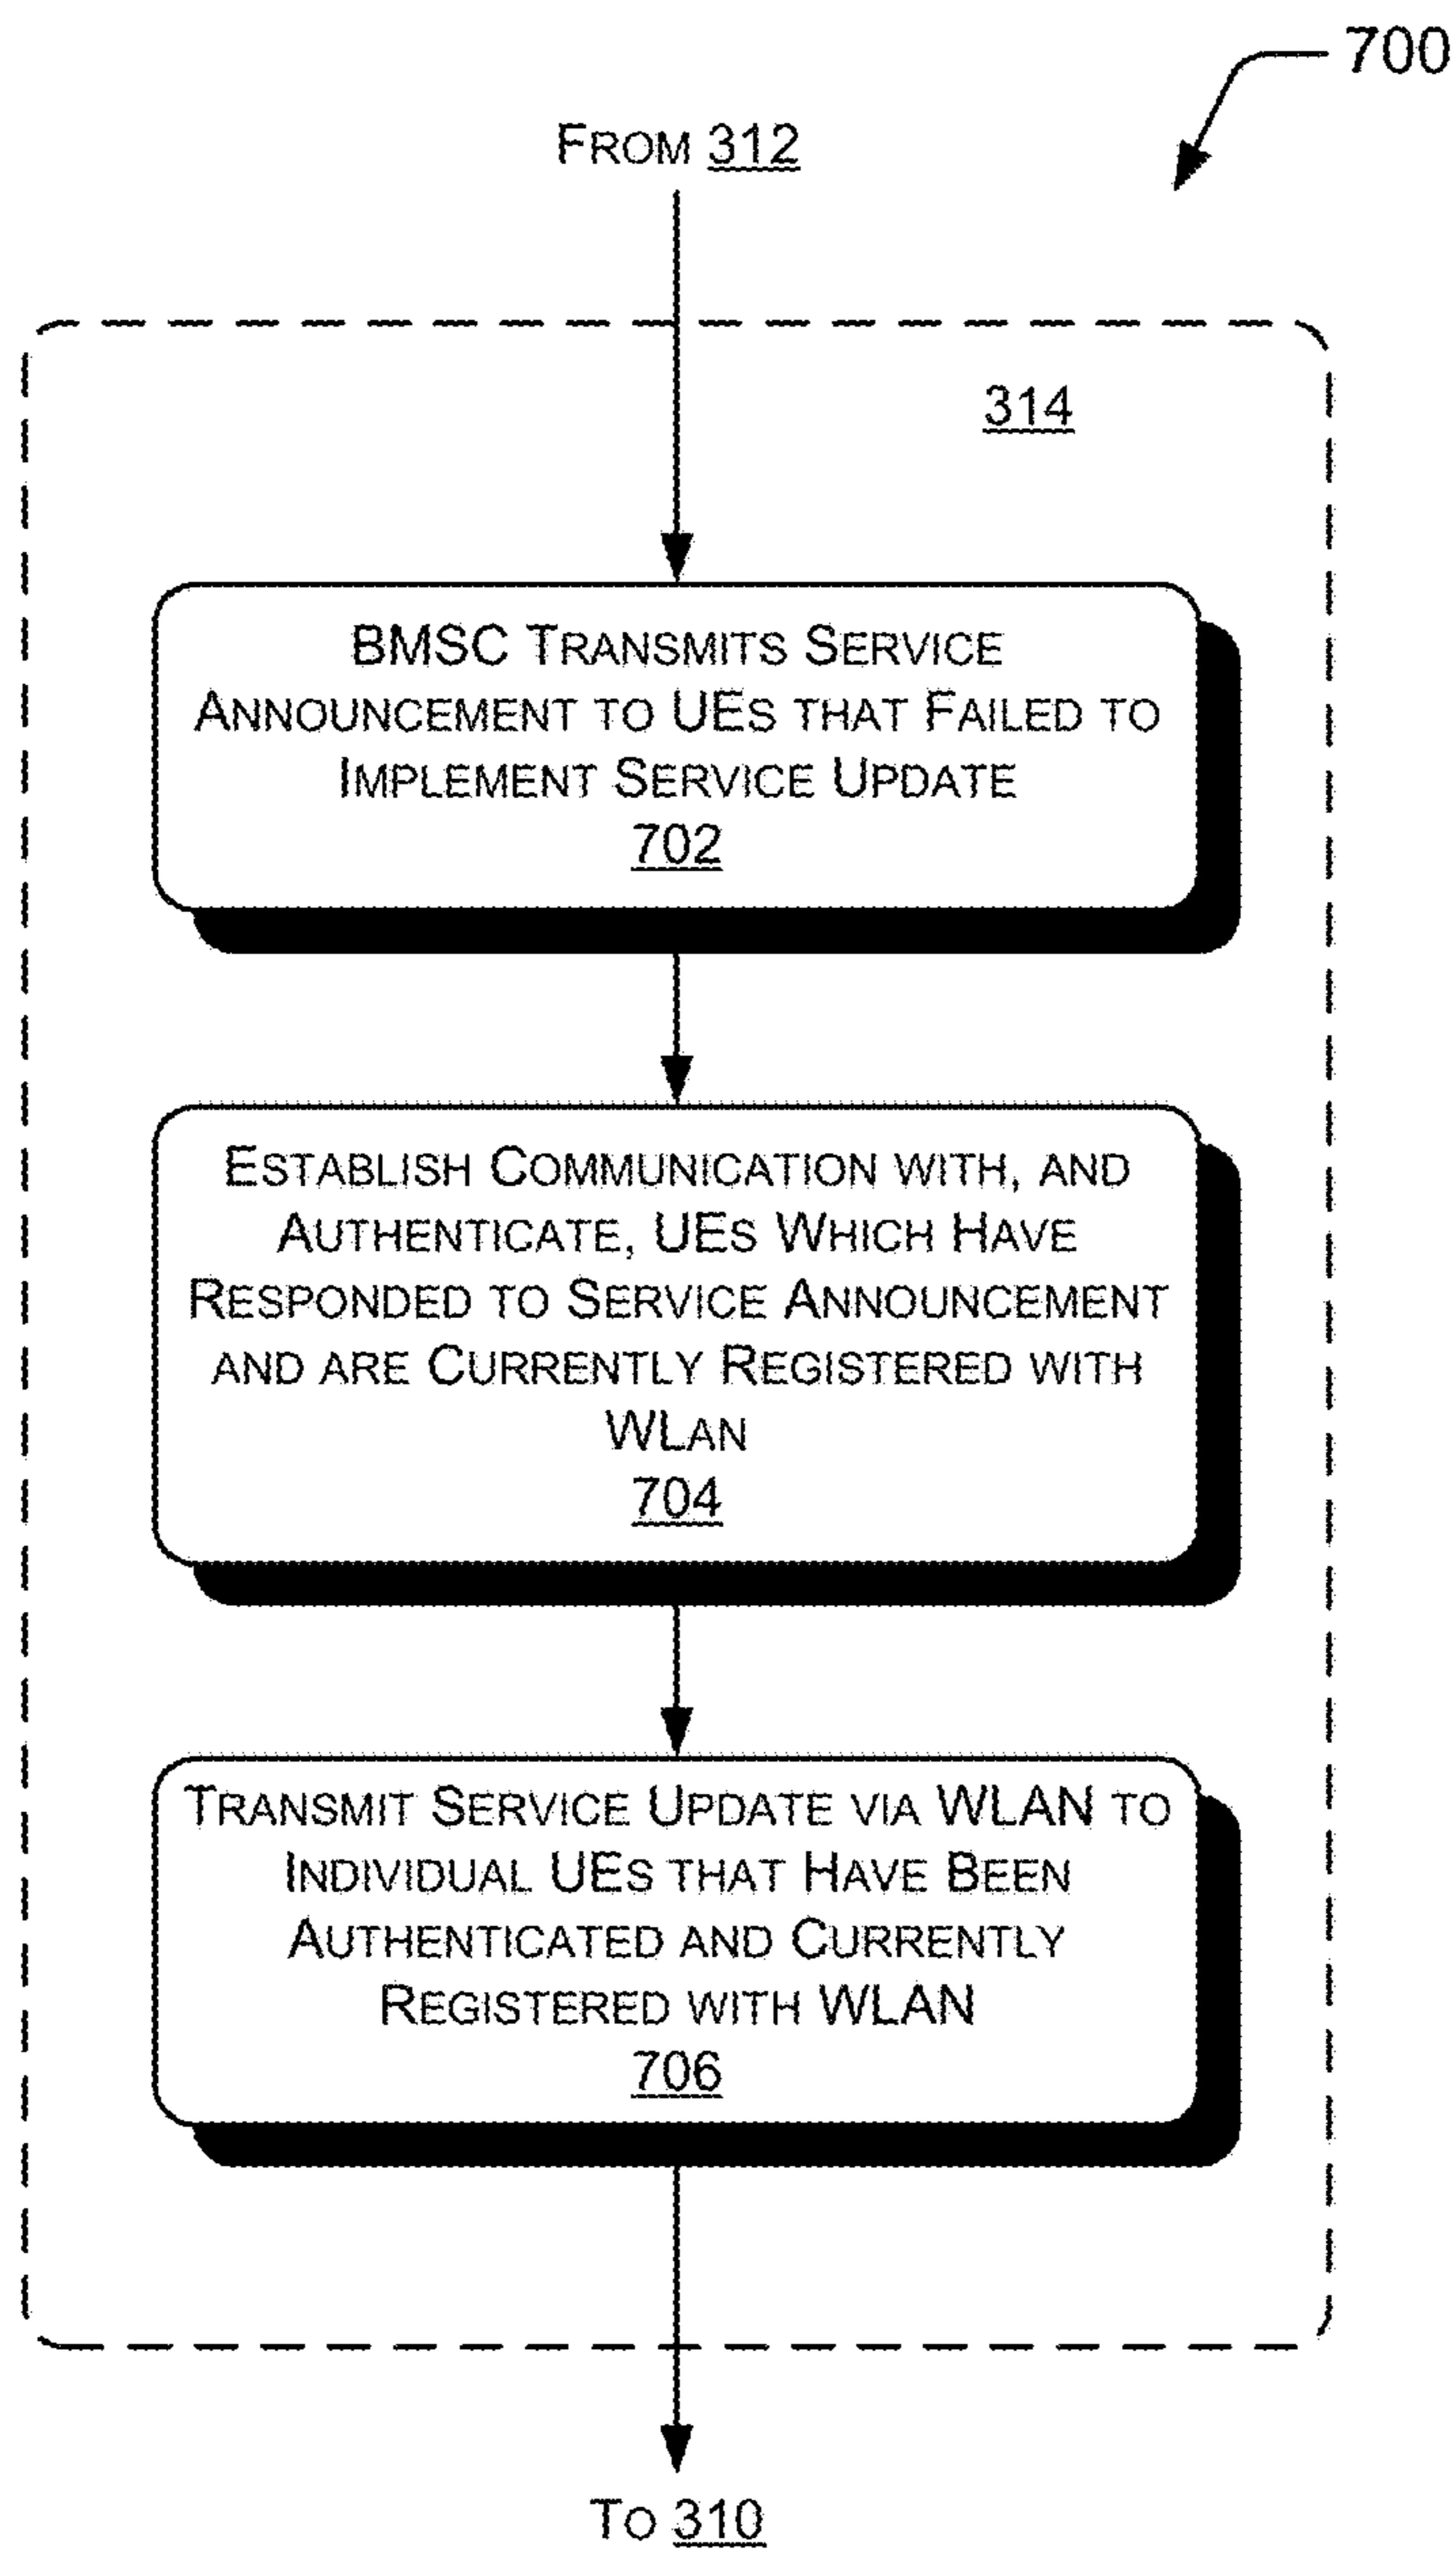 700
FROM 312
314
BMSC TRANSMITS SERVICE
ANNOUNCEMENT TO UES THAT FAILED TO
IMPLEMENT SERVICE UPDATE
702
ESTABLISH COMMUNICATION WITH, AND
AUTHENTICATE, UES WHICH HAVE
RESPONDED TO SERVICE ANNOUNCEMENT
AND ARE CURRENTLY REGISTERED WITH
WLAN
704
TRANSMIT SERVICE UPDATE VIA WLAN TO
INDIVIDUAL UES THAT HAVE BEEN
AUTHENTICATED AND CURRENTLY
REGISTERED WITH WLAN
706
TO 310